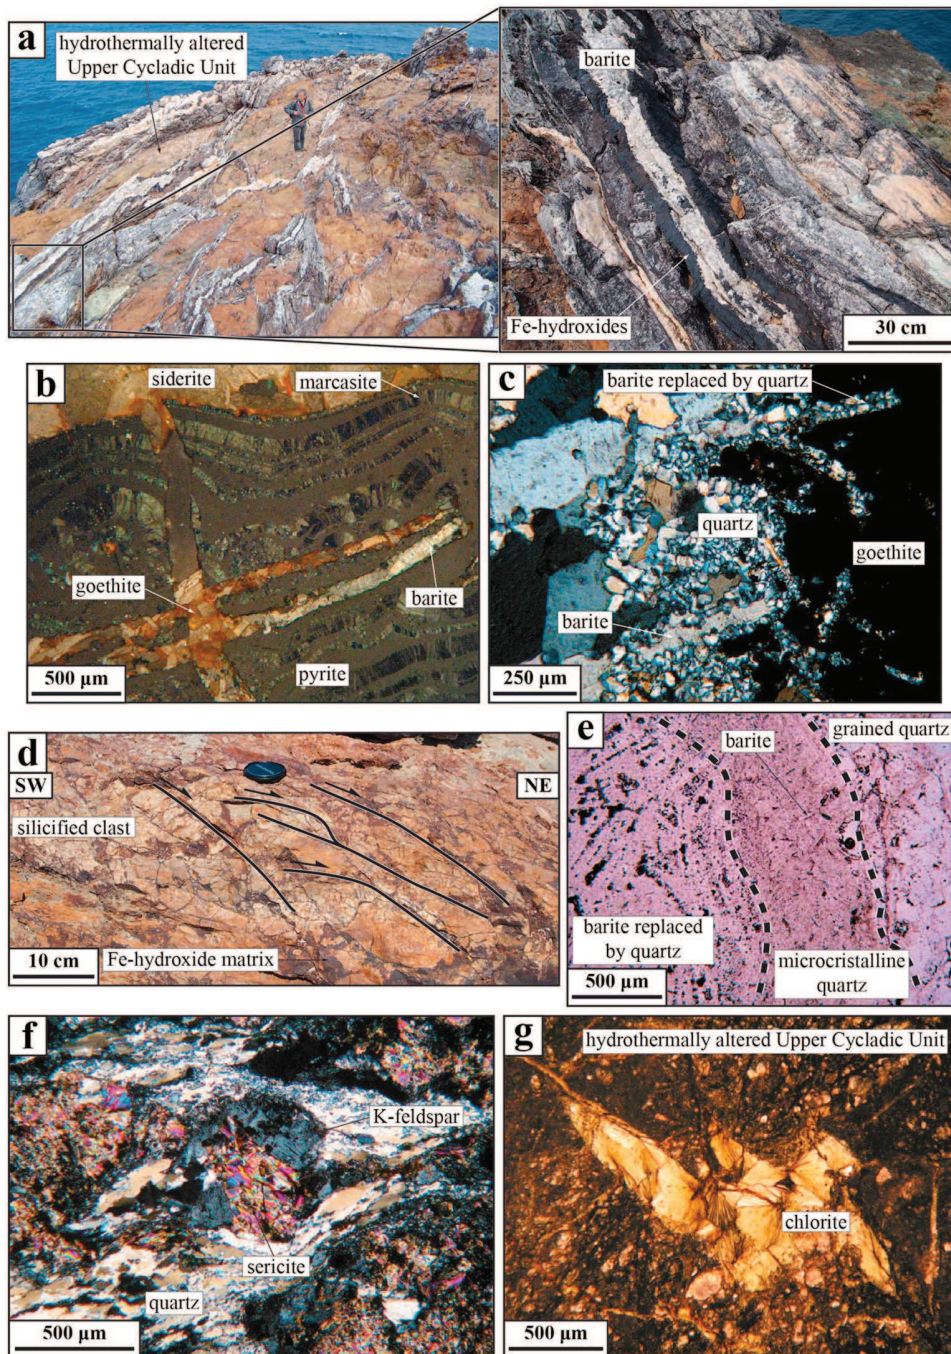 a
hydrothermally altered
Upper Cycladic Unit
barite
Fe-hydroxides
30 cm
b
siderite
marcasite
goethite
barite
pyrite
500 µm
c
barite replaced by quartz
quartz
goethite
barite
250 µm
d
SW
NE
silicified clast
10 cm
Fe-hydroxide matrix
e
grained quartz
barite
barite replaced
by quartz
microcristalline
quartz
500 µm
f
K-feldspar
sericite
quartz
500 µm
g
hydrothermally altered Upper Cycladic Unit
chlorite
500 µm